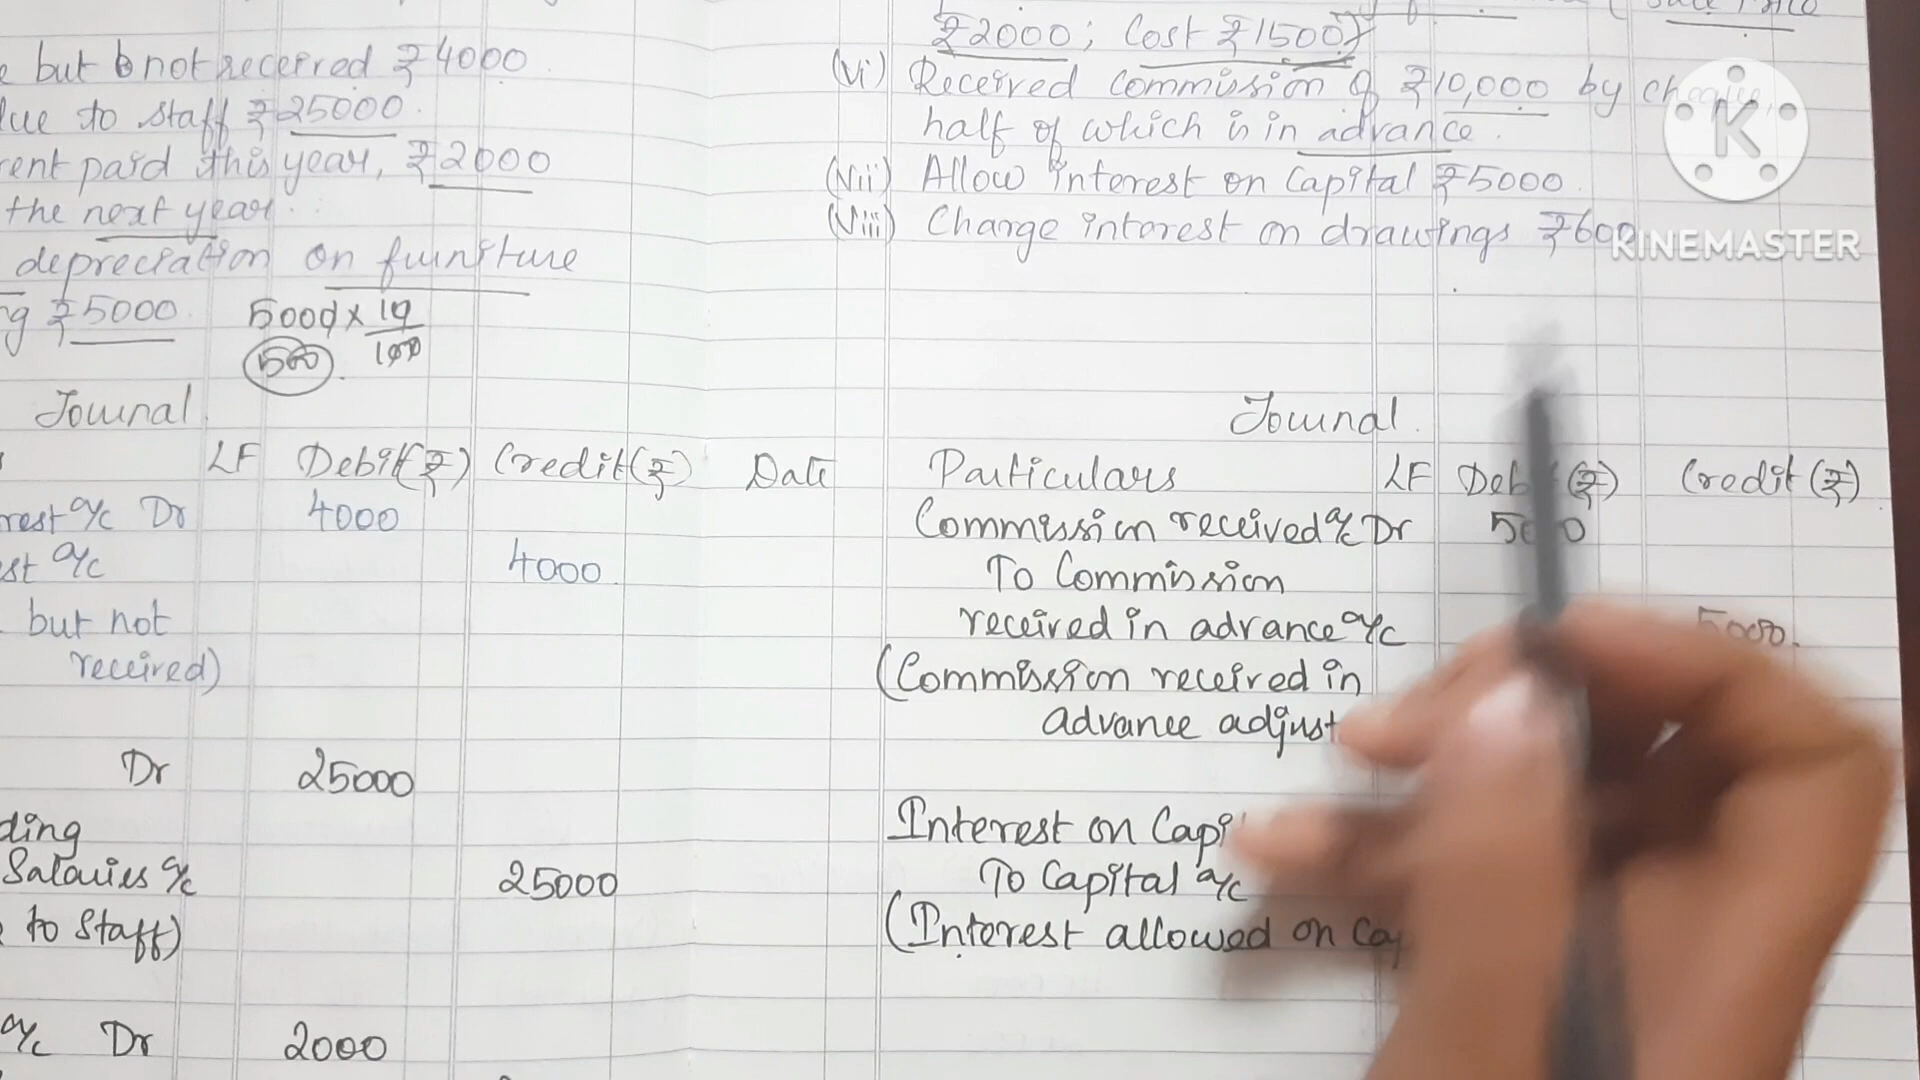 but not received ₹4000
due to staff ₹25000.
rent paid this year, ₹2000
the next year.
depreciation on furniture
₹5000. 5000 × 10
100
500
Journal.
LF Debit(₹) Credit(₹)
a/c Dr 4000
a/c 4000.
but not
received)
Dr 25000
Salaries a/c 25000
to Staff)
a/c Dr 2000
₹2000; Cost ₹1500)
(vi) Received commission of ₹10,000 by
half of which is in advance.
(Vii) Allow interest on Capital ₹5000.
(Viii) Charge interest on drawings ₹600
K
KINEMASTER
Journal.
Date Particulars LF Debit (₹) Credit (₹)
Commission received a/c Dr 5000
To Commission
received in advance a/c 5000.
(Commission received in
advance
Interest on
To Capital a/c
(Interest allowed on